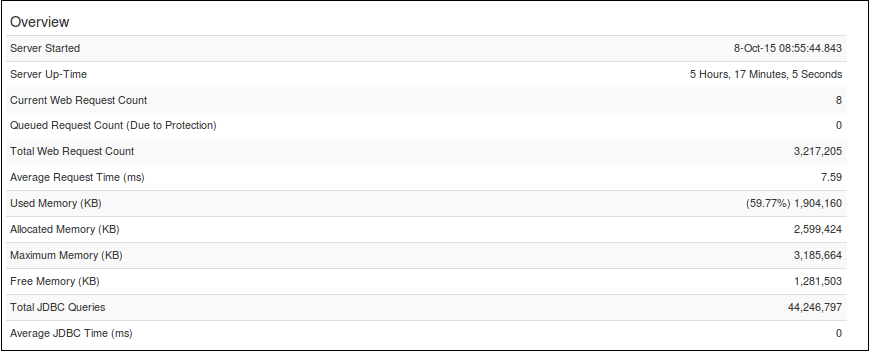 Overview
Server Started 8-Oct-15 08:55:44.843
Server Up-Time 5 Hours, 17 Minutes, 5 Seconds
Current Web Request Count 8
Queued Request Count (Due to Protection) 0
Total Web Request Count 3,217,205
Average Request Time (ms) 7.59
Used Memory (KB) (59.77%) 1,904,160
Allocated Memory (KB) 2,599,424
Maximum Memory (KB) 3,185,664
Free Memory (KB) 1,281,503
Total JDBC Queries 44,246,797
Average JDBC Time (ms) 0